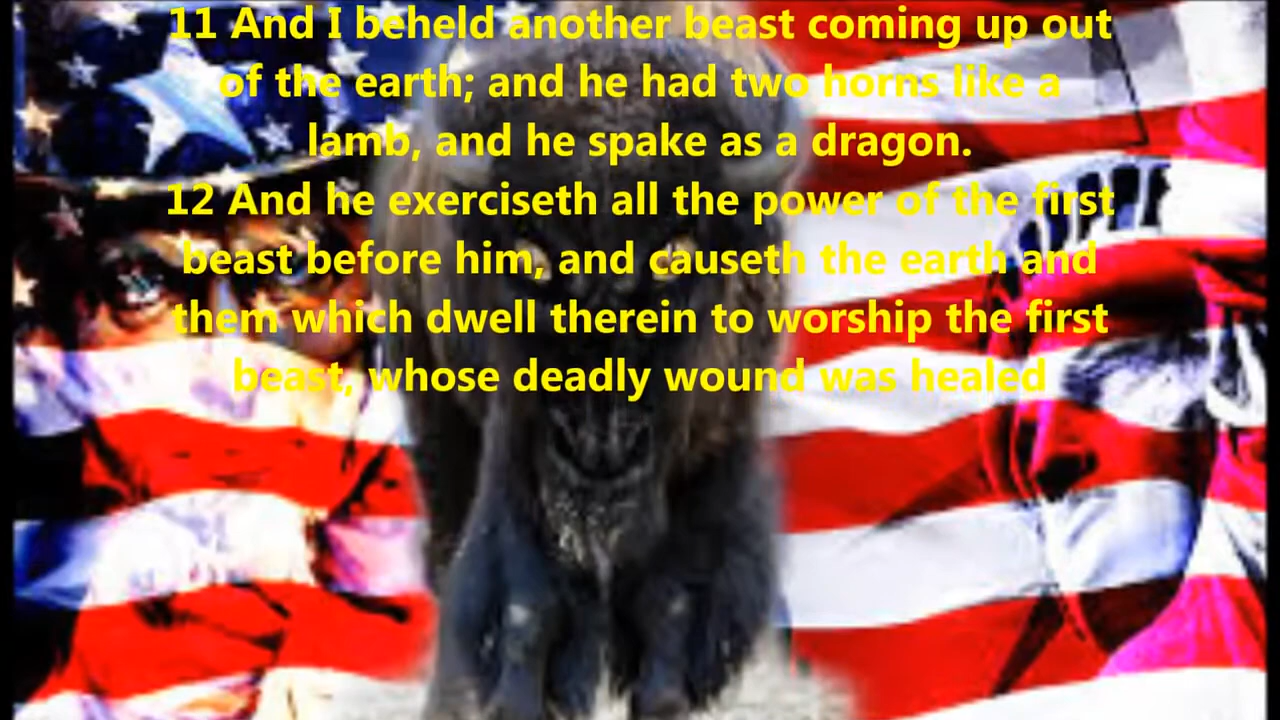 11 And I beheld another beast coming up out
of the earth; and he had two horns like a
lamb, and he spake as a dragon.
12 And he exerciseth all the power of the first
beast before him, and causeth the earth and
them which dwell therein to worship the first
beast, whose deadly wound was healed